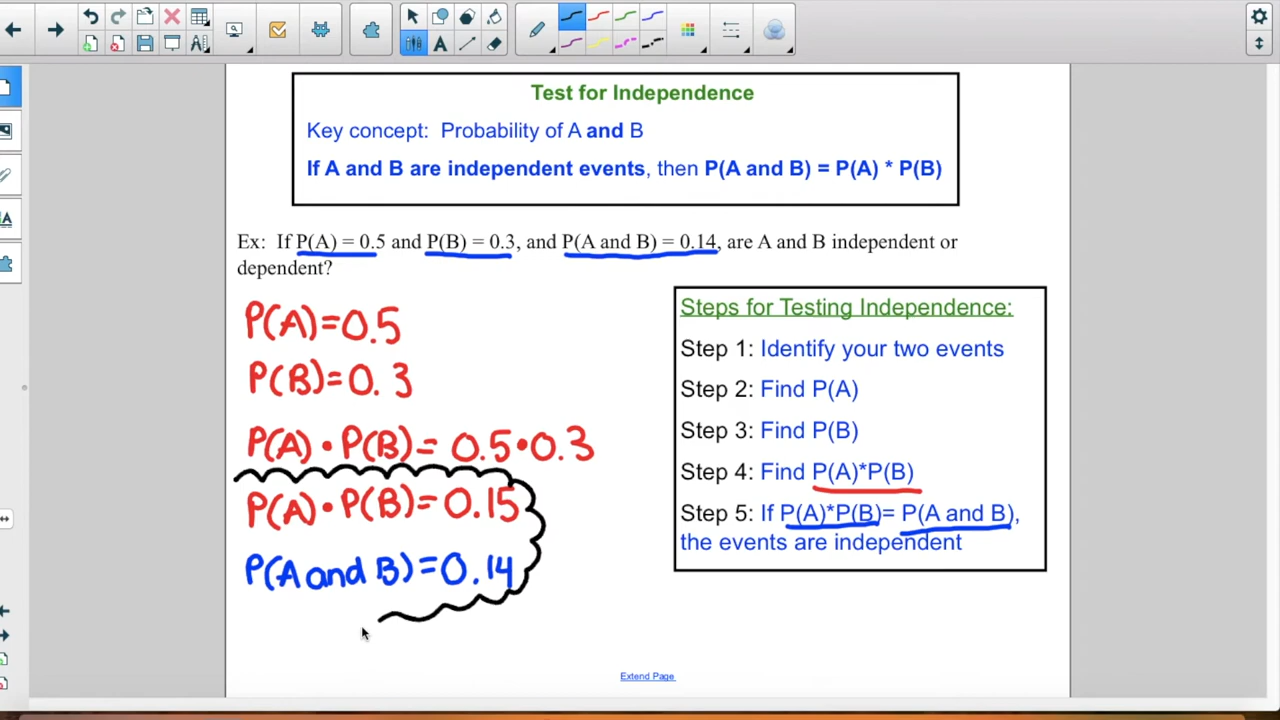 Test for Independence
Key concept: Probability of A and B
If A and B are independent events, then P(A and B) = P(A) * P(B)
Ex: If P(A) = 0.5 and P(B) = 0.3, and P(A and B) = 0.14, are A and B independent or
dependent?
P(A)=0.5
P(B)=0.3
P(A)•P(B)= 0.5•0.3
P(A)•P(B)=0.15
P(A and B)=0.14
Steps for Testing Independence:
Step 1: Identify your two events
Step 2: Find P(A)
Step 3: Find P(B)
Step 4: Find P(A)*P(B)
Step 5: If P(A)*P(B)= P(A and B),
the events are independent
Extend Page